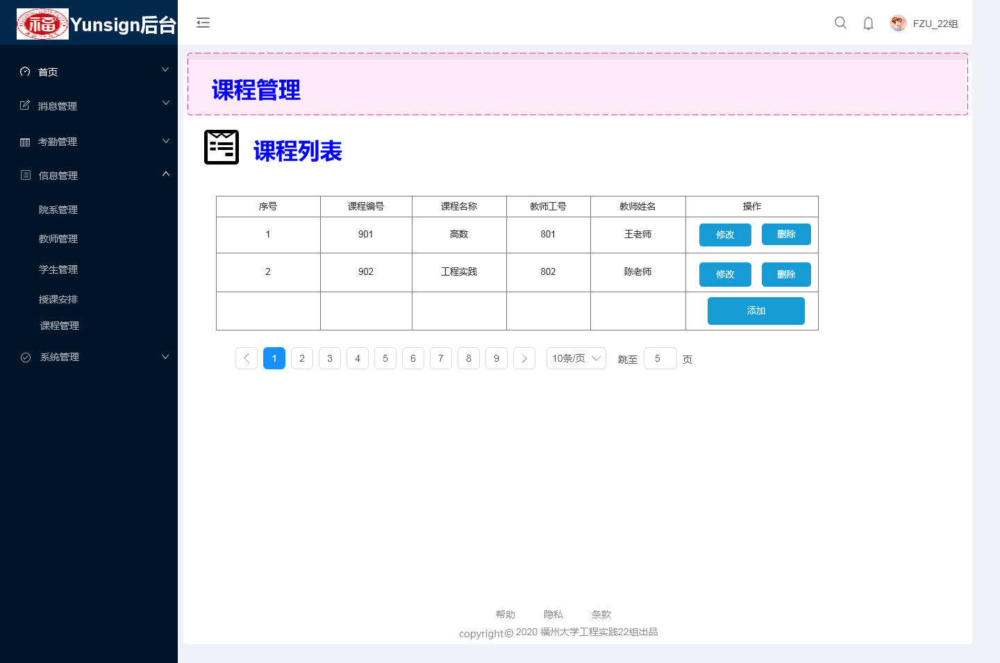 福
Yunsign后台
FZU_22组
首页
消息管理
考勤管理
信息管理
院系管理
教师管理
学生管理
授课安排
课程管理
系统管理
课程管理
课程列表
序号 课程编号 课程名称 教师工号 教师姓名 操作
1 901 高数 801 王老师 修改 删除
2 902 工程实践 802 陈老师 修改 删除
添加
1 2 3 4 5 6 7 8 9 10条/页 跳至 5 页
帮助 隐私 条款
copyright© 2020 福州大学工程实践22组出品